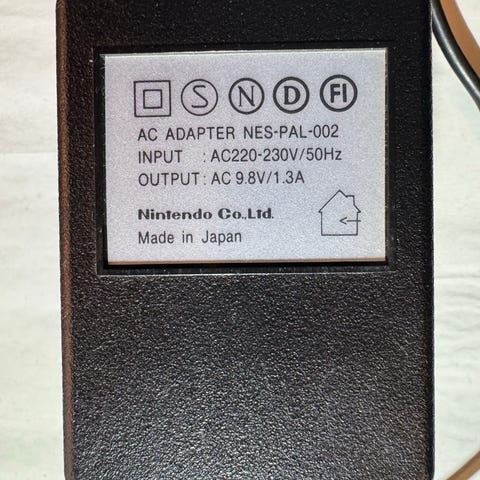 S N D FI
AC ADAPTER NES-PAL-002
INPUT : AC220-230V/50Hz
OUTPUT : AC 9.8V/1.3A
Nintendo Co.,Ltd.
Made in Japan